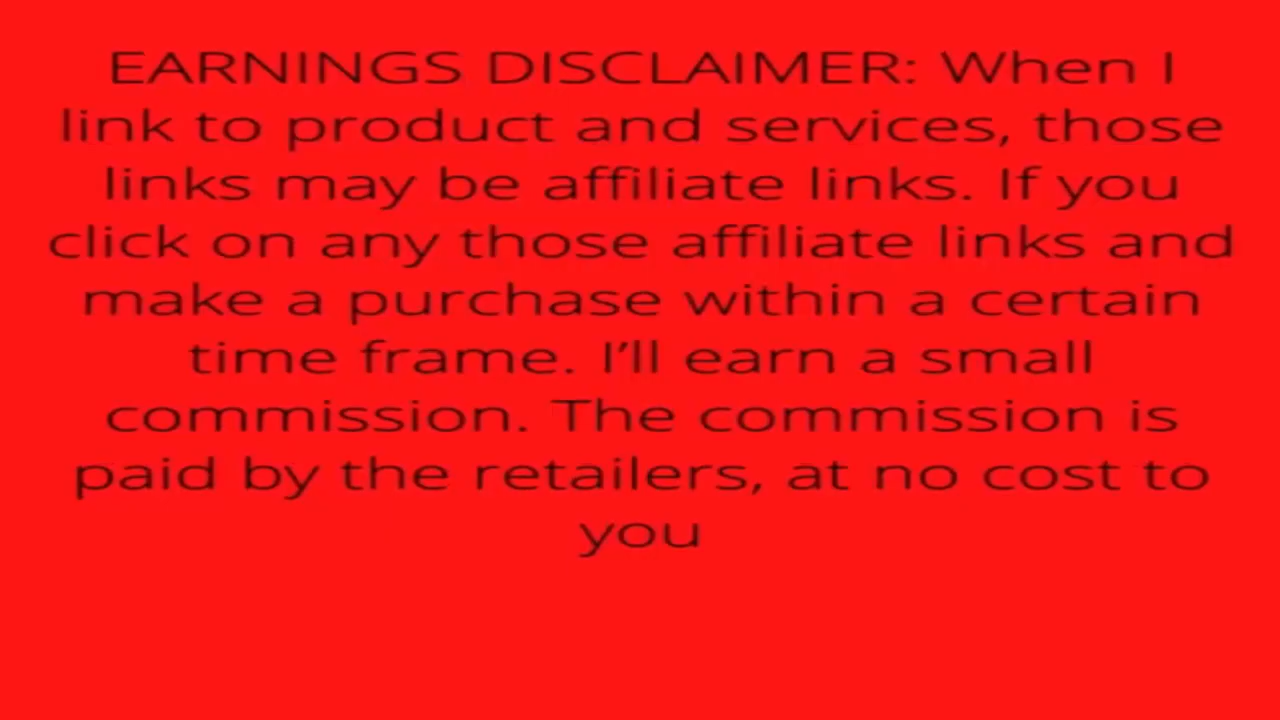 EARNINGS DISCLAIMER: When I
link to product and services, those
links may be affiliate links. If you
click on any those affiliate links and
make a purchase within a certain
time frame. I’ll earn a small
commission. The commission is
paid by the retailers, at no cost to
you